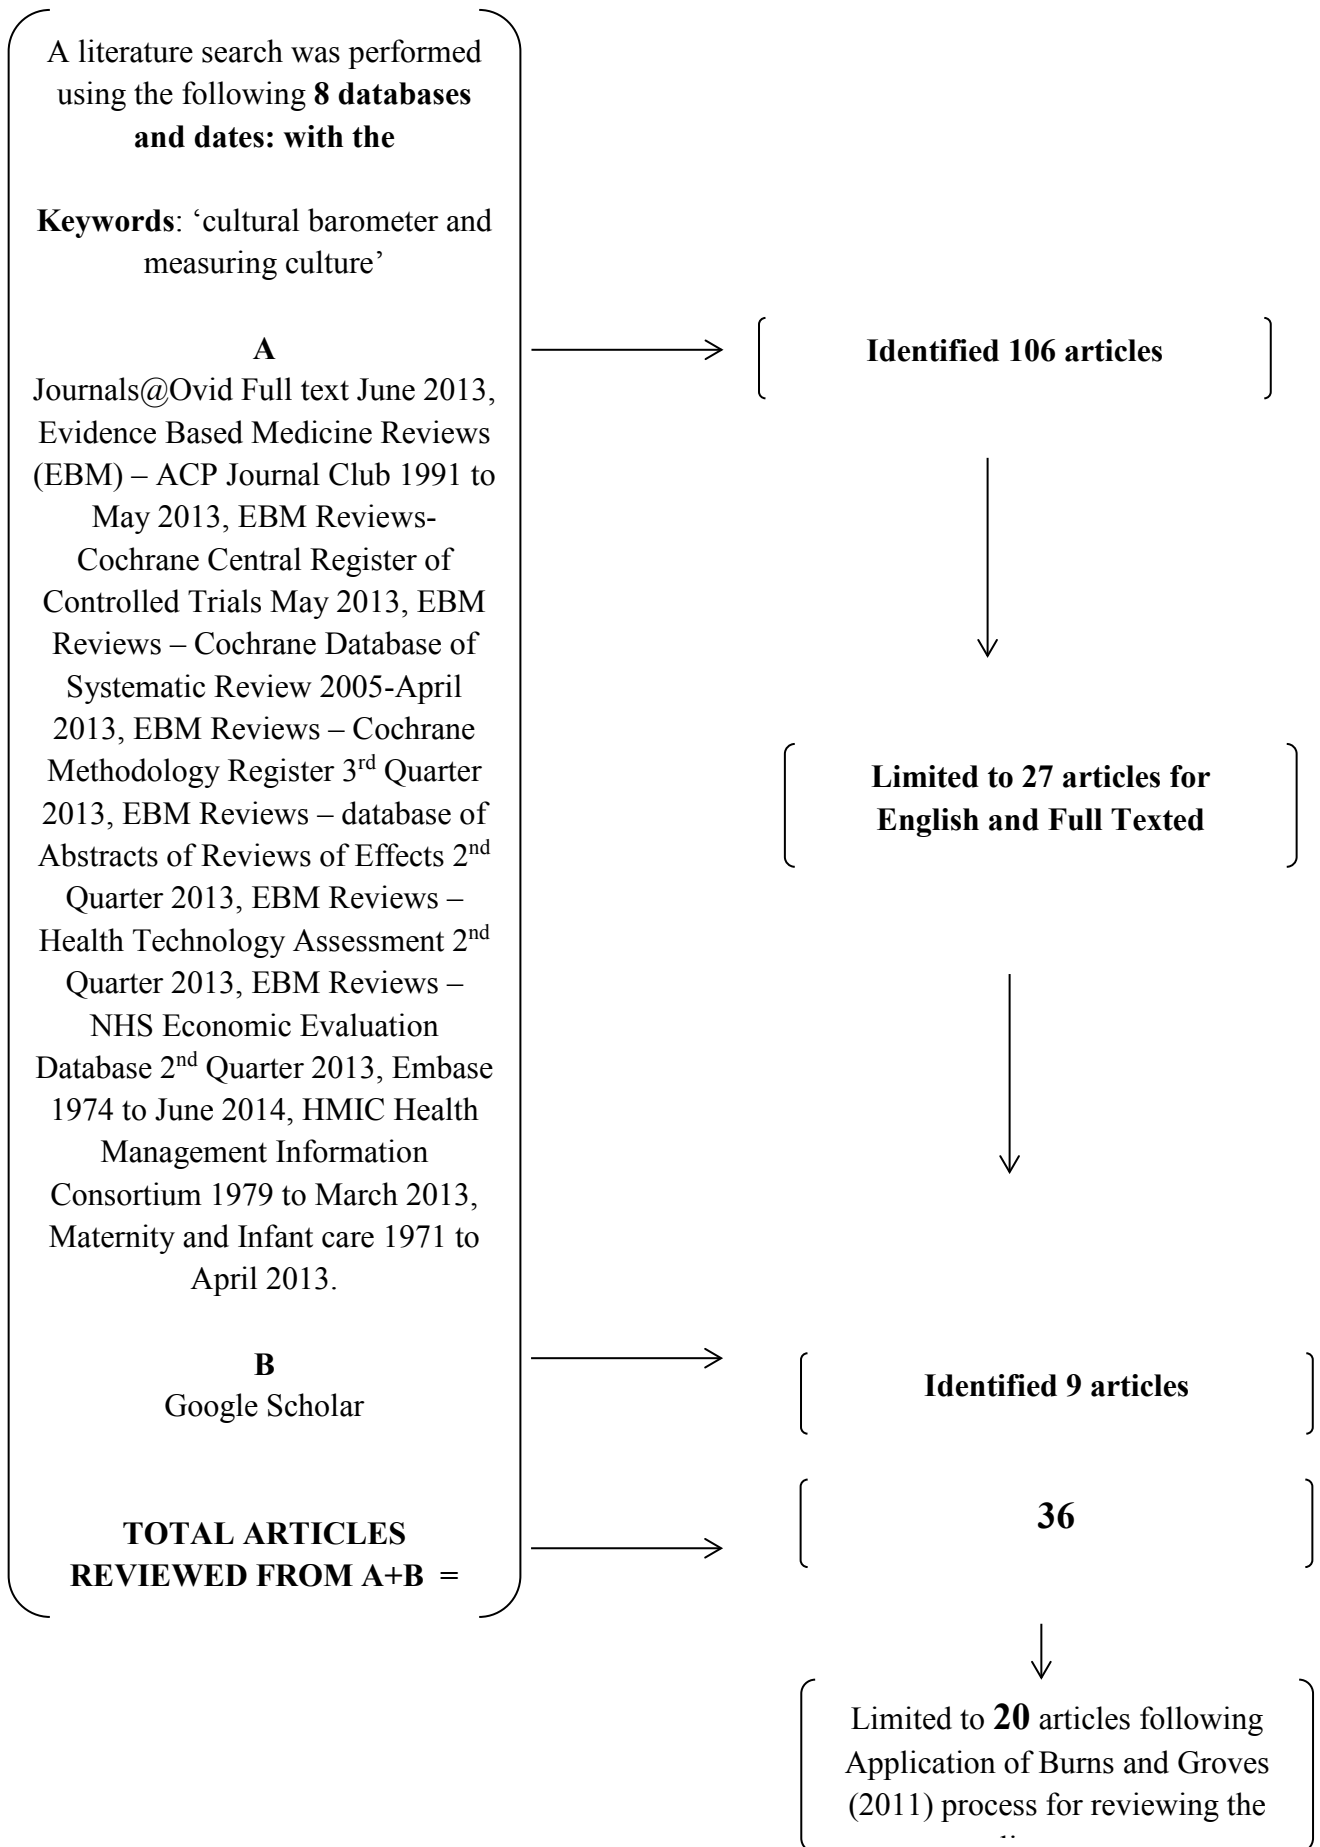 A literature search was performed
using the following 8 databases
and dates: with the
Keywords: ‘cultural barometer and
measuring culture’
A
Journals@Ovid Full text June 2013,
Evidence Based Medicine Reviews
(EBM) – ACP Journal Club 1991 to
May 2013, EBM Reviews-
Cochrane Central Register of
Controlled Trials May 2013, EBM
Reviews – Cochrane Database of
Systematic Review 2005-April
2013, EBM Reviews – Cochrane
Methodology Register 3rd Quarter
2013, EBM Reviews – database of
Abstracts of Reviews of Effects 2nd
Quarter 2013, EBM Reviews –
Health Technology Assessment 2nd
Quarter 2013, EBM Reviews –
NHS Economic Evaluation
Database 2nd Quarter 2013, Embase
1974 to June 2014, HMIC Health
Management Information
Consortium 1979 to March 2013,
Maternity and Infant care 1971 to
April 2013.
B
Google Scholar
TOTAL ARTICLES
REVIEWED FROM A+B =
Identified 106 articles
Limited to 27 articles for
English and Full Texted
Identified 9 articles
36
Limited to 20 articles following
Application of Burns and Groves
(2011) process for reviewing the